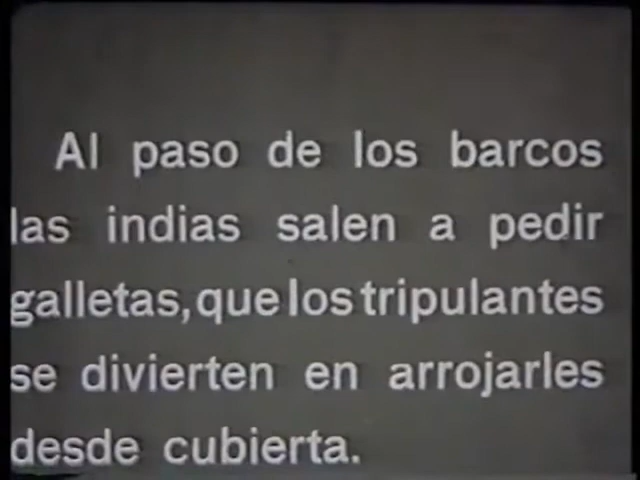 Al paso de los barcos
las indias salen a pedir
galletas, que los tripulantes
se divierten en arrojarles
desde cubierta.